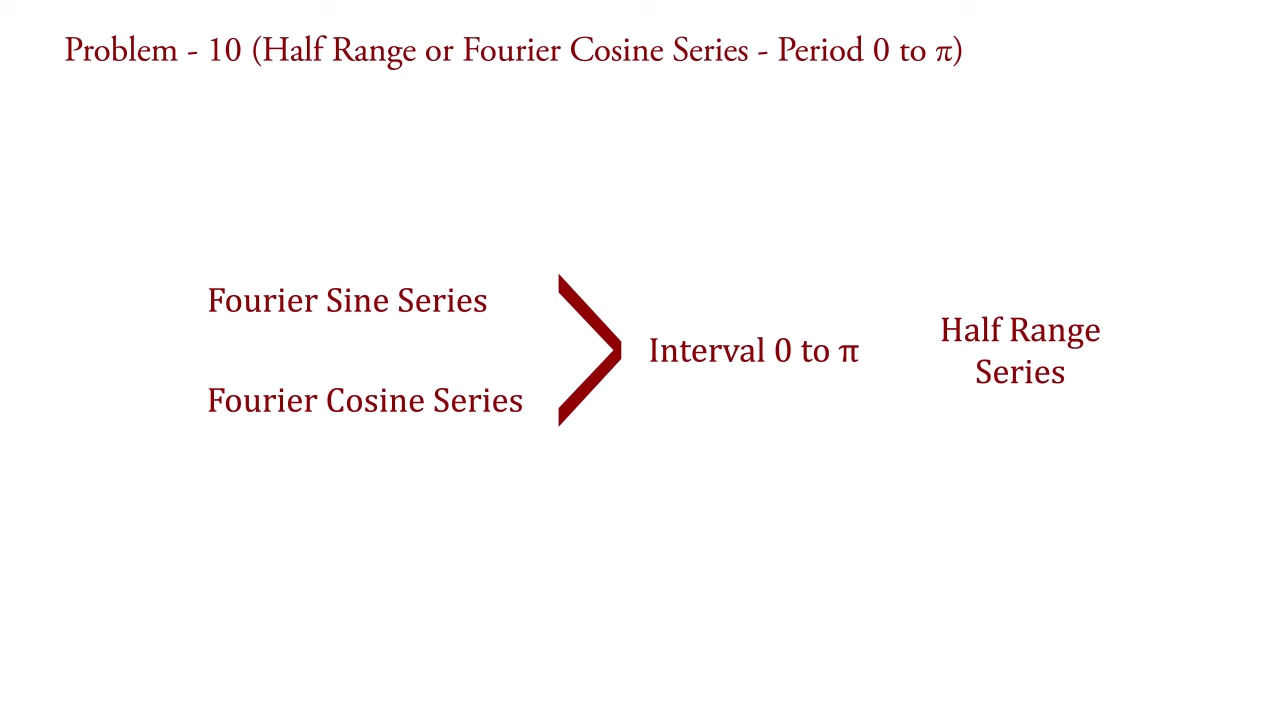 Problem - 10 (Half Range or Fourier Cosine Series - Period 0 to π)
Fourier Sine Series
Fourier Cosine Series
Interval 0 to π
Half Range
Series